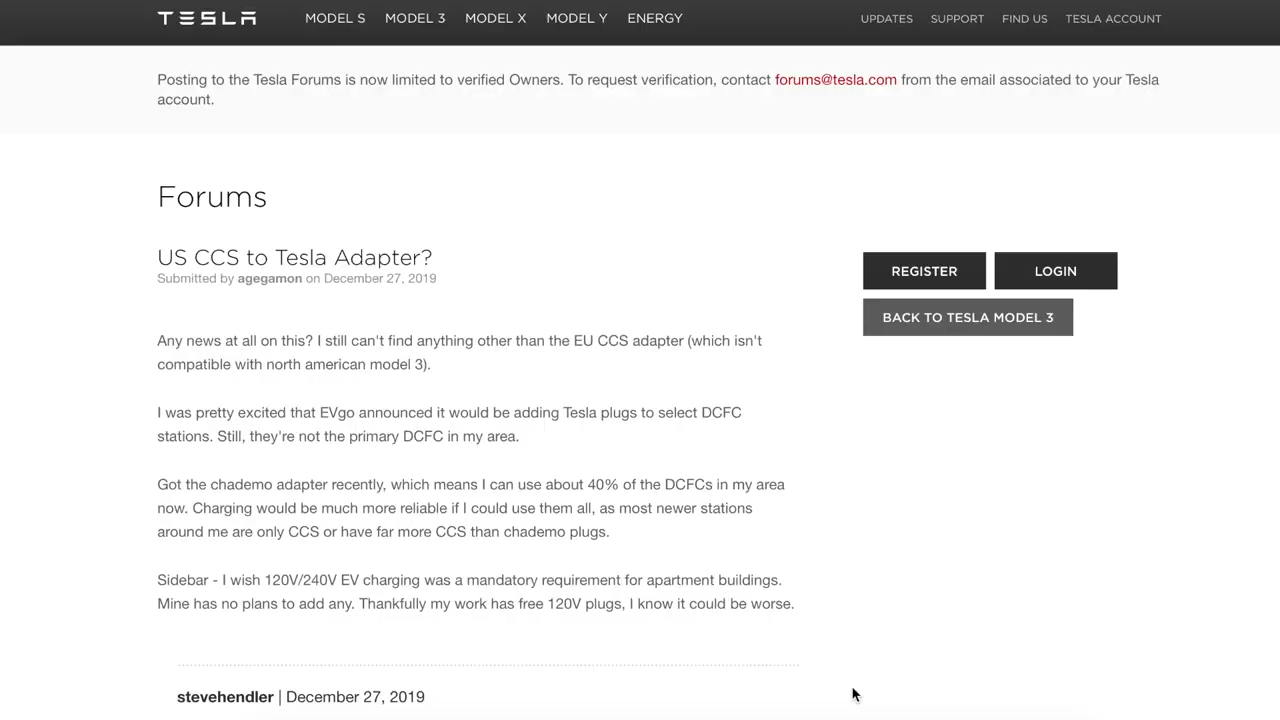 TESLA MODEL S MODEL 3 MODEL X MODEL Y ENERGY UPDATES SUPPORT FIND US TESLA ACCOUNT
Posting to the Tesla Forums is now limited to verified Owners. To request verification, contact forums@tesla.com from the email associated to your Tesla
account.
Forums
US CCS to Tesla Adapter?
Submitted by agegamon on December 27, 2019
REGISTER LOGIN
BACK TO TESLA MODEL 3
Any news at all on this? I still can't find anything other than the EU CCS adapter (which isn't
compatible with north american model 3).
I was pretty excited that EVgo announced it would be adding Tesla plugs to select DCFC
stations. Still, they're not the primary DCFC in my area.
Got the chademo adapter recently, which means I can use about 40% of the DCFCs in my area
now. Charging would be much more reliable if I could use them all, as most newer stations
around me are only CCS or have far more CCS than chademo plugs.
Sidebar - I wish 120V/240V EV charging was a mandatory requirement for apartment buildings.
Mine has no plans to add any. Thankfully my work has free 120V plugs, I know it could be worse.
stevehendler | December 27, 2019